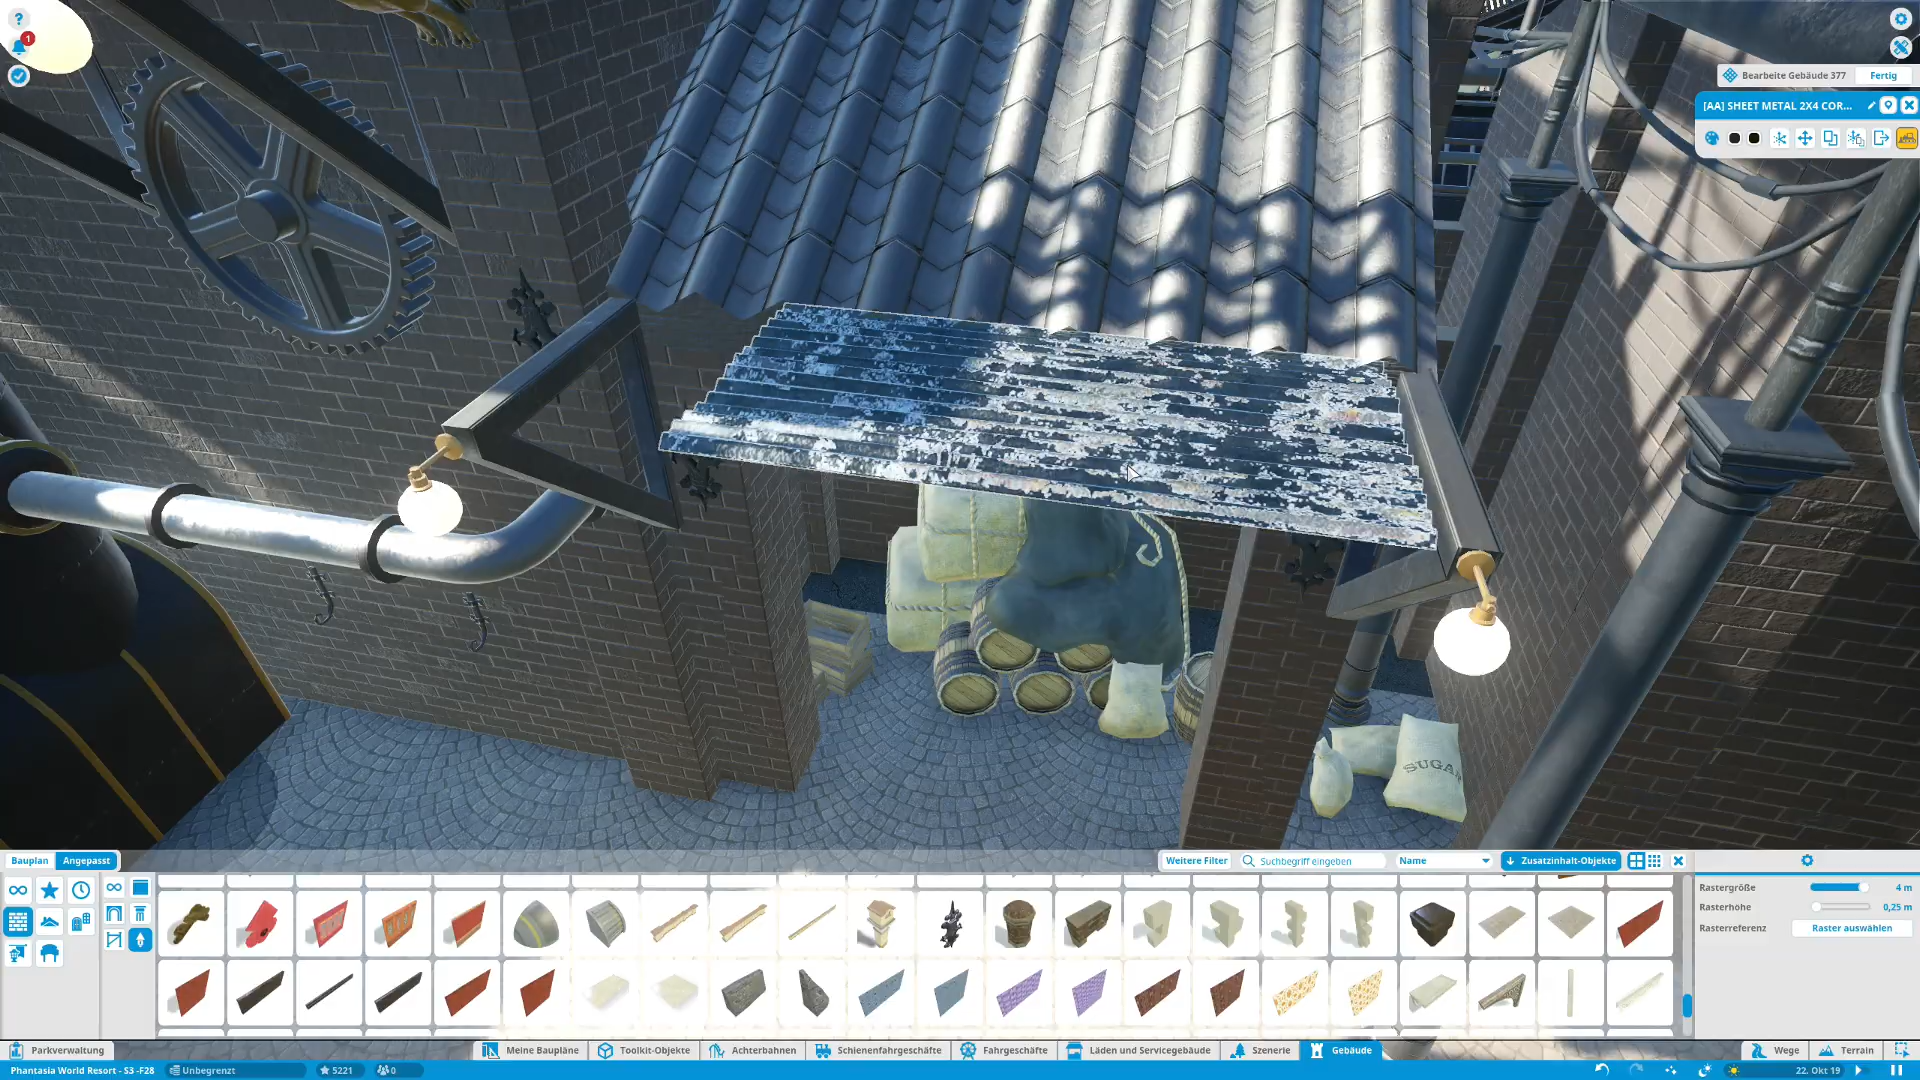 ?
1
Bearbeite Gebäude 377
Fertig
[AA] SHEET METAL 2X4 COR...
SUGAR
Bauplan
Angepasst
Weitere Filter
Suchbegriff eingeben
Name
Zusatzinhalt-Objekte
Rastergröße
4 m
Rasterhöhe
0,25 m
Rasterreferenz
Raster auswählen
Parkverwaltung
Meine Baupläne
Toolkit-Objekte
Achterbahnen
Schienenfahrgeschäfte
Fahrgeschäfte
Läden und Servicegebäude
Szenerie
Gebäude
Wege
Terrain
Phantasia World Resort - S3 -F28
Unbegrenzt
5221
0
22. Okt 19